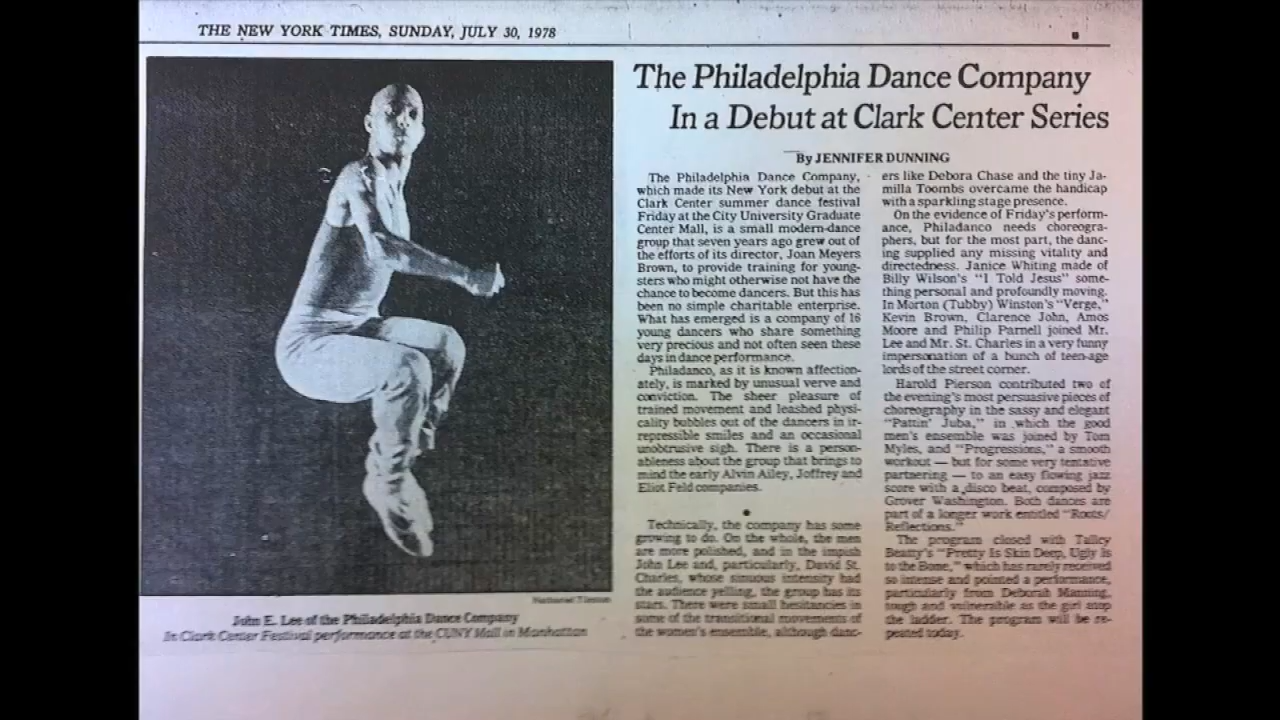 THE NEW YORK TIMES, SUNDAY, JULY 30, 1978
The Philadelphia Dance Company
In a Debut at Clark Center Series
By JENNIFER DUNNING
The Philadelphia Dance Company,
which made its New York debut at the
Clark Center summer dance festival
Friday at the City University Graduate
Center Mall, is a small modern-dance
group that seven years ago grew out of
the efforts of its director, Joan Meyers
Brown, to provide training for young-
sters who might otherwise not have the
chance to become dancers. But this has
been no simple charitable enterprise.
What has emerged is a company of 16
young dancers who share something
very precious and not often seen these
days in dance performance.
Philadanco, as it is known affection-
ately, is marked by unusual verve and
conviction. The sheer pleasure of
trained movement and leashed physi-
cality bubbles out of the dancers in ir-
repressible smiles and an occasional
unobtrusive sigh. There is a person-
ableness about the group that brings to
mind the early Alvin Ailey, Joffrey and
Eliot Feld companies.
Technically, the company has some
growing to do. On the whole, the men
are more polished, and in the impish
John Lee and, particularly, David St.
Charles, whose sinuous intensity had
the audience yelling, the group has its
stars. There were small hesitancies in
some of the transitional movements of
the women's ensemble, although danc-
ers like Debora Chase and the tiny Ja-
milla Toombs overcame the handicap
with a sparkling stage presence.
On the evidence of Friday's perform-
ance, Philadanco needs choreogra-
phers, but for the most part, the danc-
ing supplied any missing vitality and
directedness. Janice Whiting made of
Billy Wilson's "I Told Jesus" some-
thing personal and profoundly moving.
In Morton (Tubby) Winston's "Verge,"
Kevin Brown, Clarence John, Amos
Moore and Philip Parnell joined Mr.
Lee and Mr. St. Charles in a very funny
impersonation of a bunch of teen-age
lords of the street corner.
Harold Pierson contributed two of
the evening's most persuasive pieces of
choreography in the sassy and elegant
"Pattin' Juba," in which the good
men's ensemble was joined by Tom
Myles, and "Progressions," a smooth
workout — but for some very tentative
partnering — to an easy flowing jazz
score with a disco beat, composed by
Grover Washington. Both dances are
part of a longer work entitled "Roots/
Reflections."
The program closed with Talley
Beatty's "Pretty Is Skin Deep, Ugly Is
to the Bone," which has rarely received
so intense and pointed a performance,
particularly from Deborah Manning,
tough and vulnerable as the girl atop
the ladder. The program will be re-
peated today.
John E. Lee of the Philadelphia Dance Company
In Clark Center Festival performance at the CUNY Mall in Manhattan